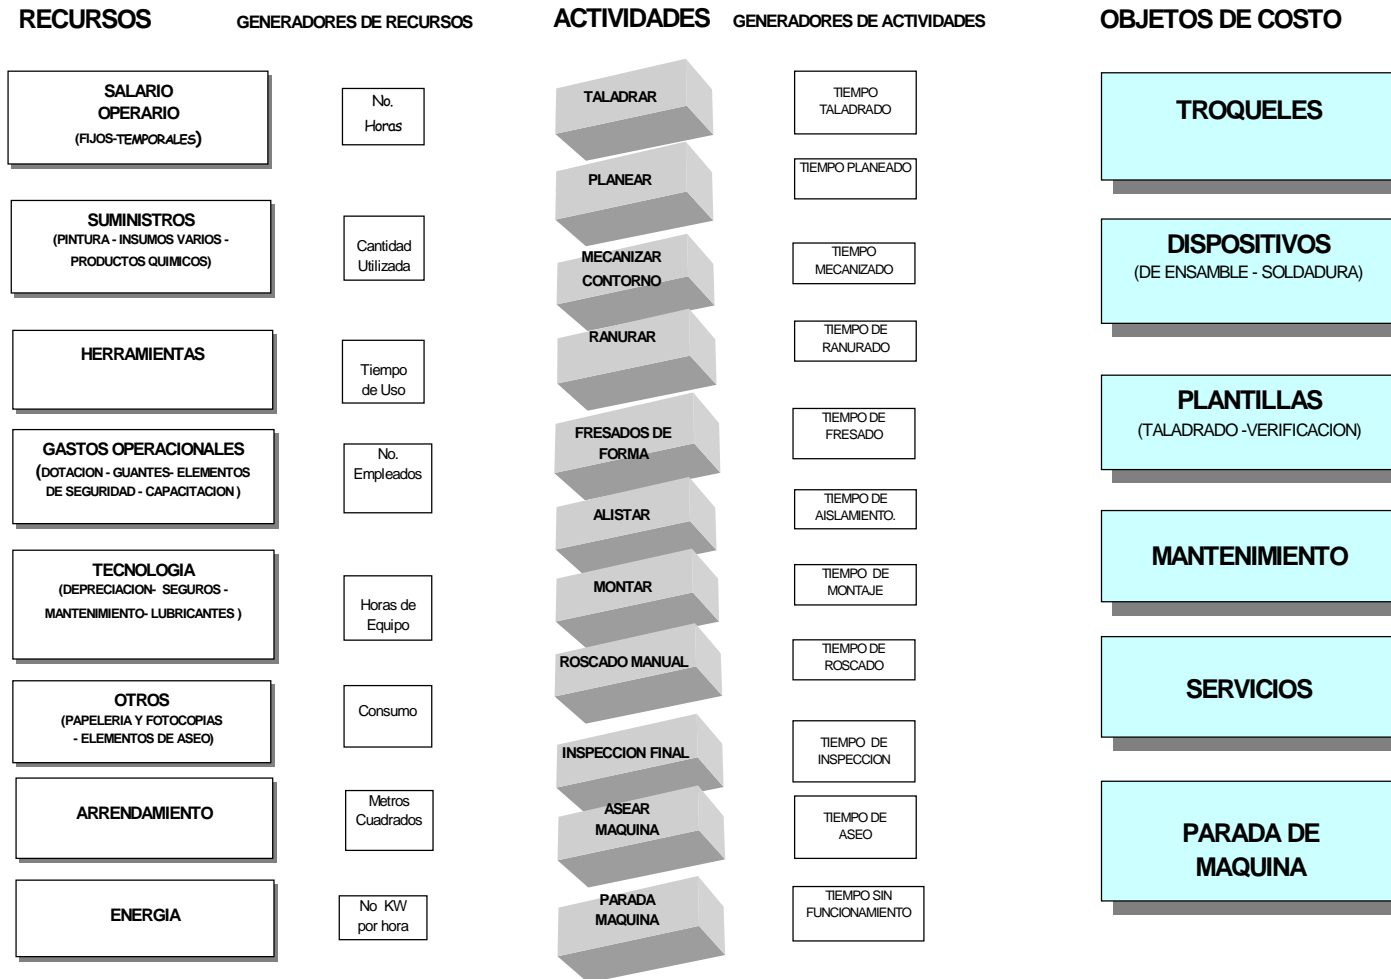 RECURSOS
GENERADORES DE RECURSOS
ACTIVIDADES
GENERADORES DE ACTIVIDADES
OBJETOS DE COSTO
SALARIO
OPERARIO
(FIJOS-TEMPORALES)
SUMINISTROS
(PINTURA - INSUMOS VARIOS -
PRODUCTOS QUIMICOS)
HERRAMIENTAS
GASTOS OPERACIONALES
(DOTACION - GUANTES- ELEMENTOS
DE SEGURIDAD - CAPACITACION )
TECNOLOGIA
(DEPRECIACION- SEGUROS -
MANTENIMIENTO- LUBRICANTES )
OTROS
(PAPELERIA Y FOTOCOPIAS
- ELEMENTOS DE ASEO)
ARRENDAMIENTO
ENERGIA
No.
Horas
Cantidad
Utilizada
Tiempo
de Uso
No.
Empleados
Horas de
Equipo
Consumo
Metros
Cuadrados
No KW
por hora
TALADRAR
PLANEAR
MECANIZAR
CONTORNO
RANURAR
FRESADOS DE
FORMA
ALISTAR
MONTAR
ROSCADO MANUAL
INSPECCION FINAL
ASEAR
MAQUINA
PARADA
MAQUINA
TIEMPO
TALADRADO
TIEMPO PLANEADO
TIEMPO
MECANIZADO
TIEMPO DE
RANURADO
TIEMPO DE
FRESADO
TIEMPO DE
AISLAMIENTO.
TIEMPO DE
MONTAJE
TIEMPO DE
ROSCADO
TIEMPO DE
INSPECCION
TIEMPO DE
ASEO
TIEMPO SIN
FUNCIONAMIENTO
TROQUELES
DISPOSITIVOS
(DE ENSAMBLE - SOLDADURA)
PLANTILLAS
(TALADRADO -VERIFICACION)
MANTENIMIENTO
SERVICIOS
PARADA DE
MAQUINA